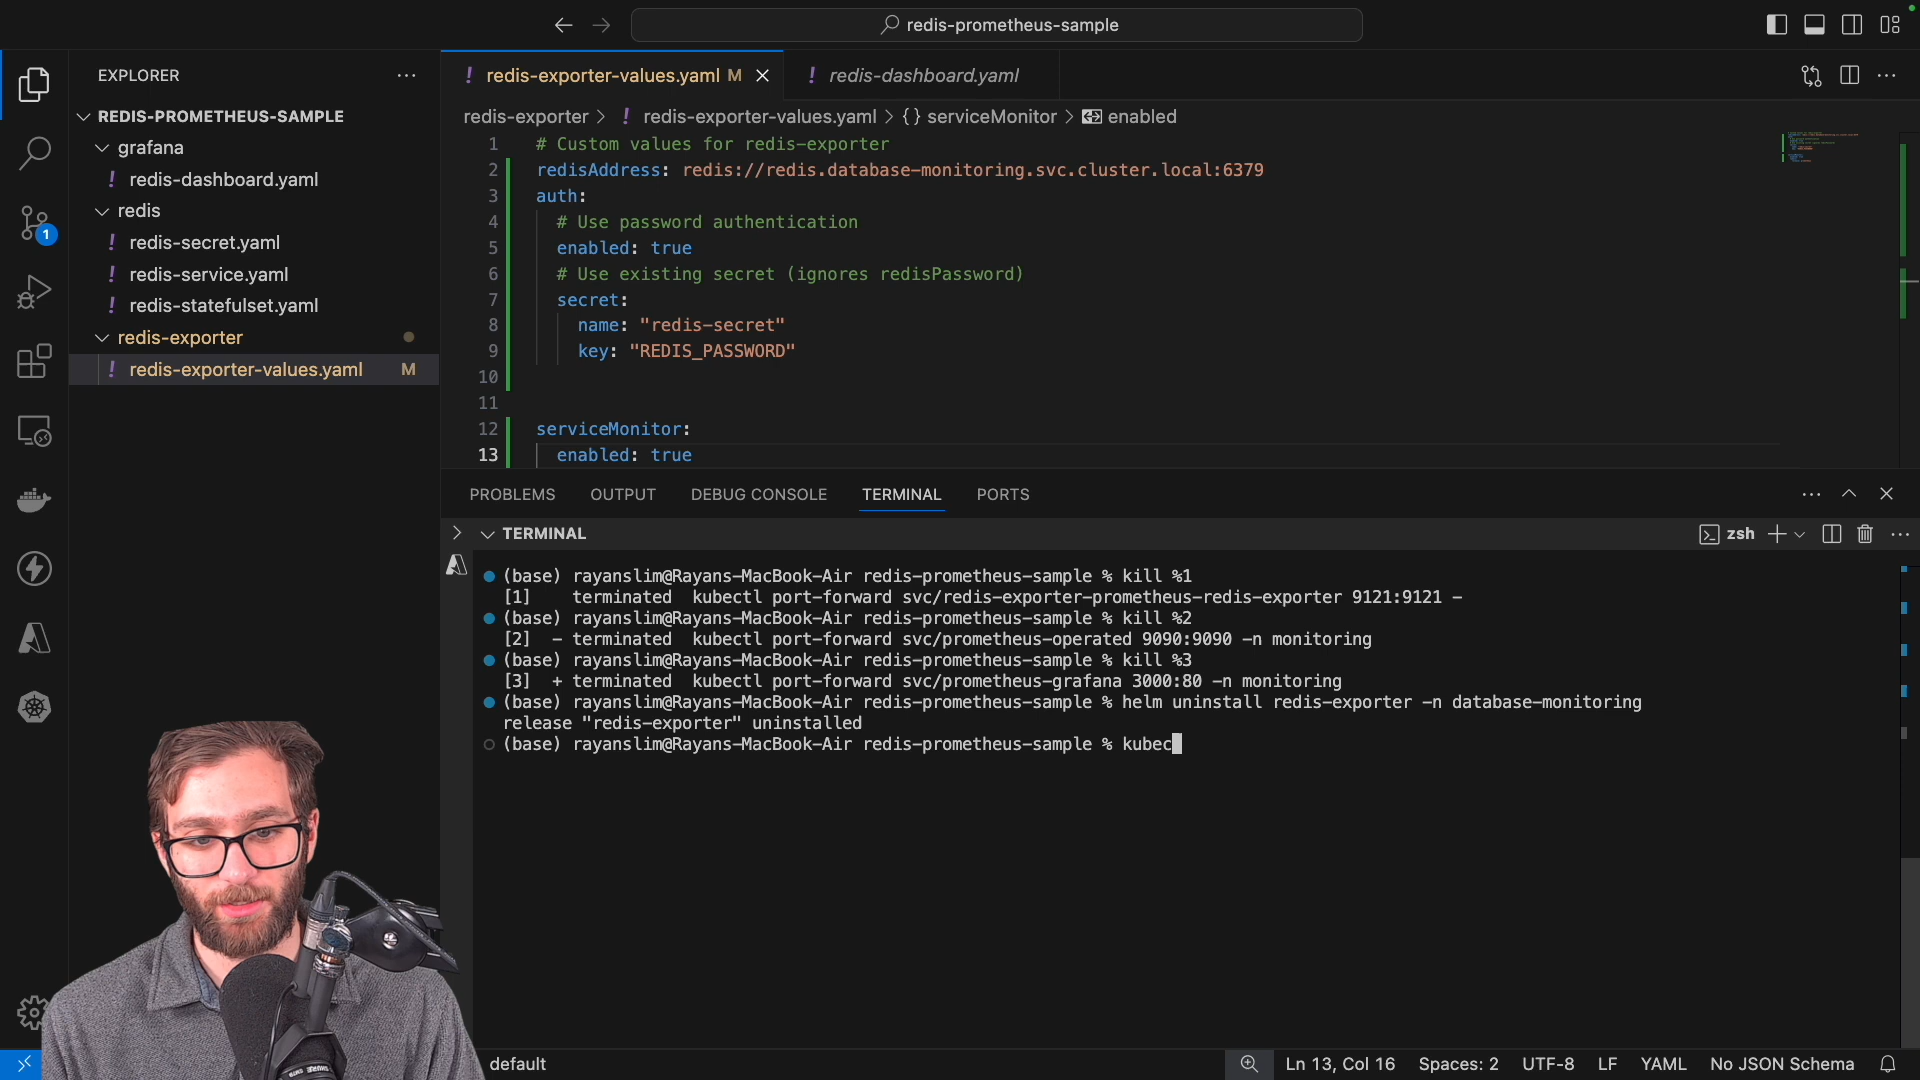 redis-prometheus-sample
EXPLORER
REDIS-PROMETHEUS-SAMPLE
grafana
! redis-dashboard.yaml
redis
! redis-secret.yaml
! redis-service.yaml
! redis-statefulset.yaml
redis-exporter
! redis-exporter-values.yaml M
1
! redis-exporter-values.yaml M
! redis-dashboard.yaml
redis-exporter > ! redis-exporter-values.yaml > {} serviceMonitor > enabled
1 # Custom values for redis-exporter
2 redisAddress: redis://redis.database-monitoring.svc.cluster.local:6379
3 auth:
4 # Use password authentication
5 enabled: true
6 # Use existing secret (ignores redisPassword)
7 secret:
8 name: "redis-secret"
9 key: "REDIS_PASSWORD"
10
11
12 serviceMonitor:
13 enabled: true
PROBLEMS OUTPUT DEBUG CONSOLE TERMINAL PORTS
TERMINAL
zsh
(base) rayanslim@Rayans-MacBook-Air redis-prometheus-sample % kill %1
[1] terminated kubectl port-forward svc/redis-exporter-prometheus-redis-exporter 9121:9121 -
(base) rayanslim@Rayans-MacBook-Air redis-prometheus-sample % kill %2
[2] - terminated kubectl port-forward svc/prometheus-operated 9090:9090 -n monitoring
(base) rayanslim@Rayans-MacBook-Air redis-prometheus-sample % kill %3
[3] + terminated kubectl port-forward svc/prometheus-grafana 3000:80 -n monitoring
(base) rayanslim@Rayans-MacBook-Air redis-prometheus-sample % helm uninstall redis-exporter -n database-monitoring
release "redis-exporter" uninstalled
(base) rayanslim@Rayans-MacBook-Air redis-prometheus-sample % kubec
default
Ln 13, Col 16 Spaces: 2 UTF-8 LF YAML No JSON Schema